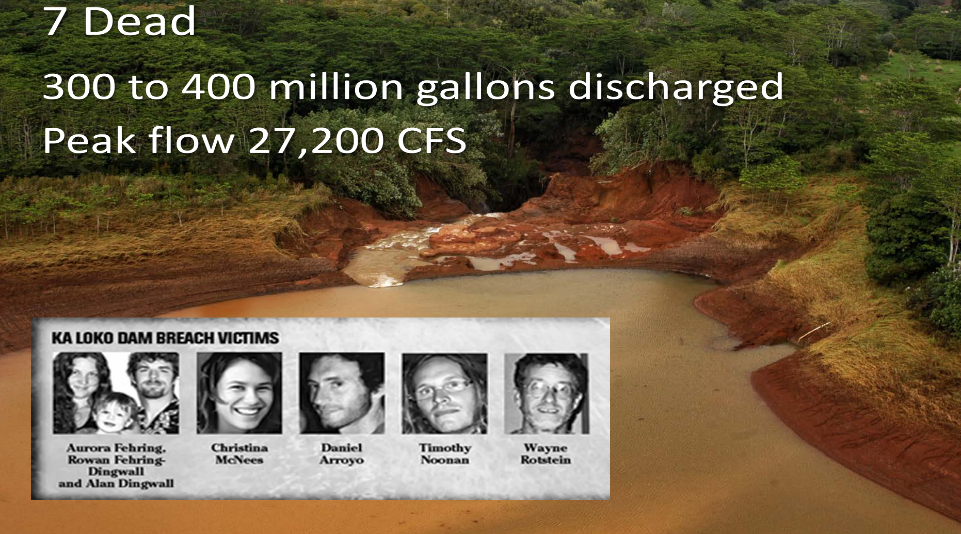 7 Dead
300 to 400 million gallons discharged
Peak flow 27,200 CFS
KA LOKO DAM BREACH VICTIMS
Aurora Fehring,
Rowan Fehring-
Dingwall
and Alan Dingwall
Christina
McNees
Daniel
Arroyo
Timothy
Noonan
Wayne
Rotstein